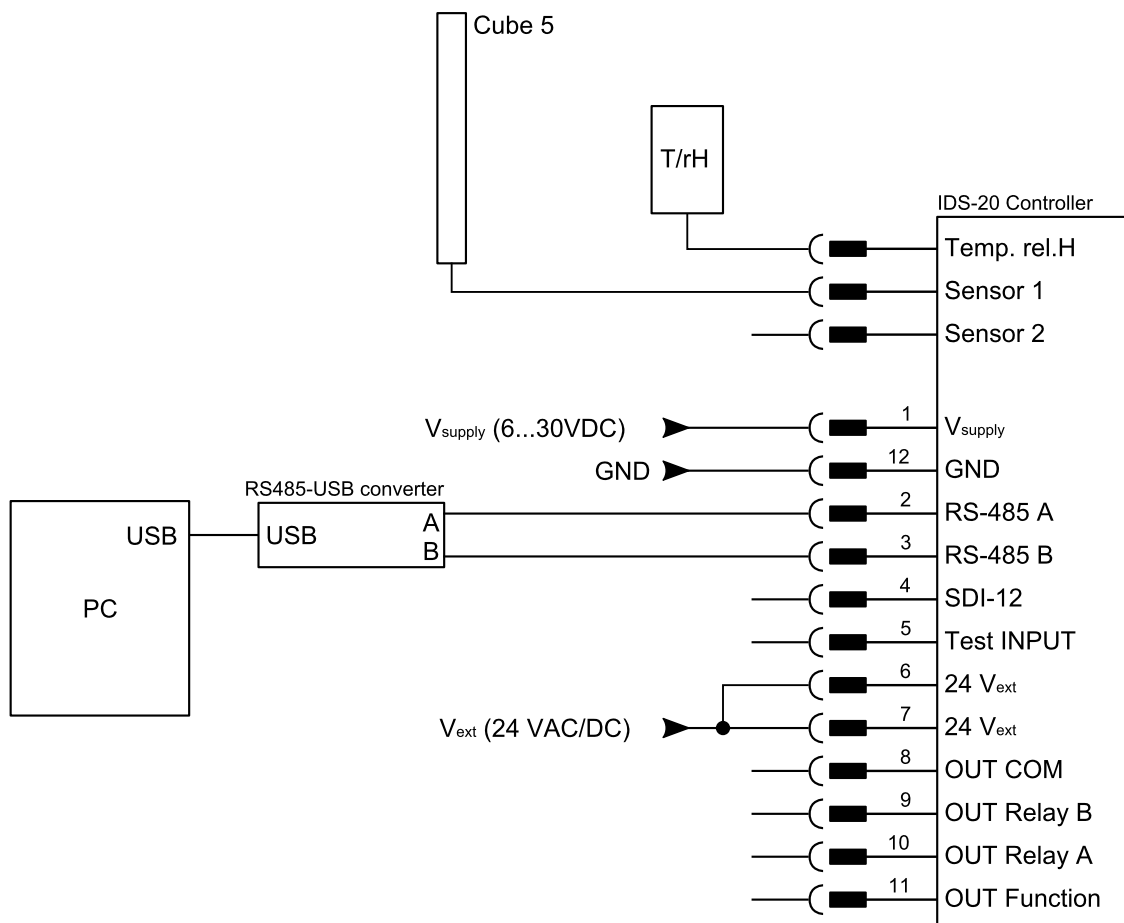 Cube 5
T/rH
IDS-20 Controller
Temp. rel.H
Sensor 1
Sensor 2
Vsupply (6...30VDC)
1
Vsupply
GND
12
GND
RS485-USB converter
2
RS-485 A
USB
USB
A
B
3
RS-485 B
PC
4
SDI-12
5
Test INPUT
6
24 Vext
Vext (24 VAC/DC)
7
24 Vext
8
OUT COM
9
OUT Relay B
10
OUT Relay A
11
OUT Function